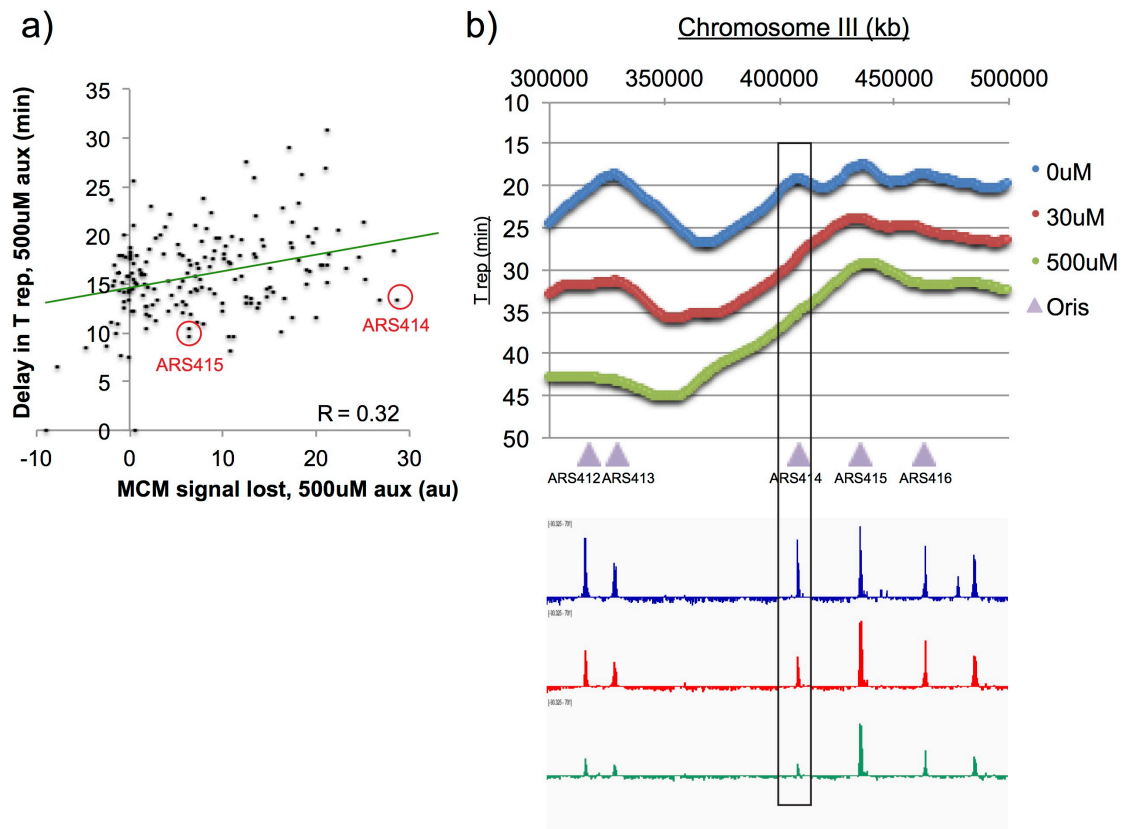 a)
Delay in T rep, 500uM aux (min)
35
30
25
20
15
10
5
0
ARS414
ARS415
R = 0.32
-10 0 10 20 30
MCM signal lost, 500uM aux (au)
b)
Chromosome III (kb)
300000 350000 400000 450000 500000
T rep (min)
10
15
20
25
30
35
40
45
50
0uM
30uM
500uM
Oris
ARS412 ARS413 ARS414 ARS415 ARS416